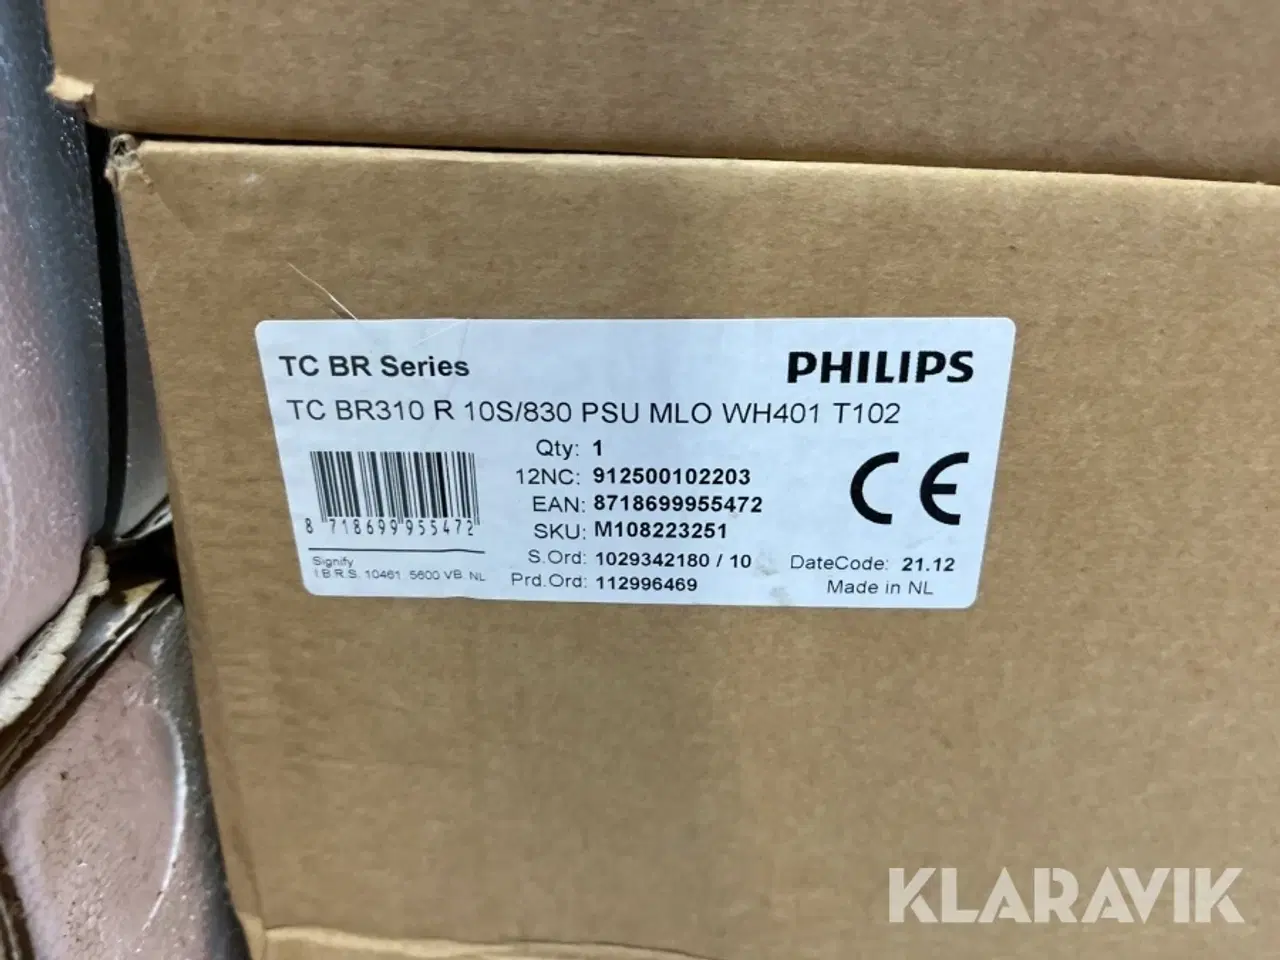 TC BR Series
PHILIPS
TC BR310 R 10S/830 PSU MLO WH401 T102
Qty: 1
12NC: 912500102203
EAN: 8718699955472
SKU: M108223251
S.Ord: 1029342180 / 10
Prd.Ord: 112996469
8 718699 955472
Signify
I.B.R.S. 10461 5600 VB. NL
CE
DateCode: 21.12
Made in NL
KLARAVIK